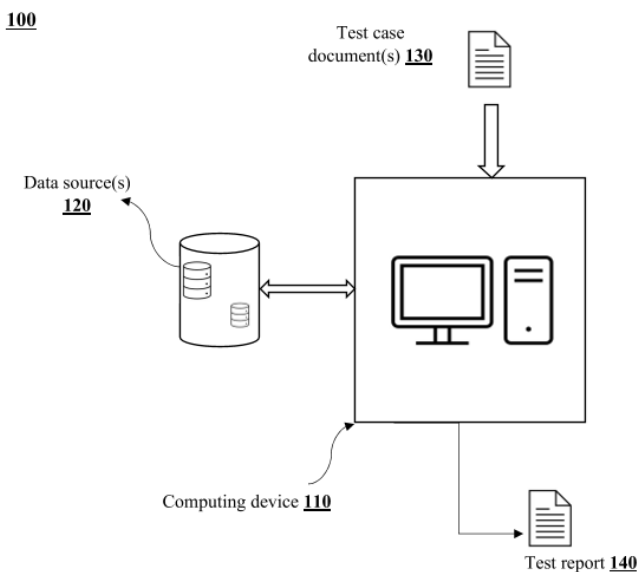 100
Test case
document(s) 130
Data source(s)
120
Computing device 110
Test report 140